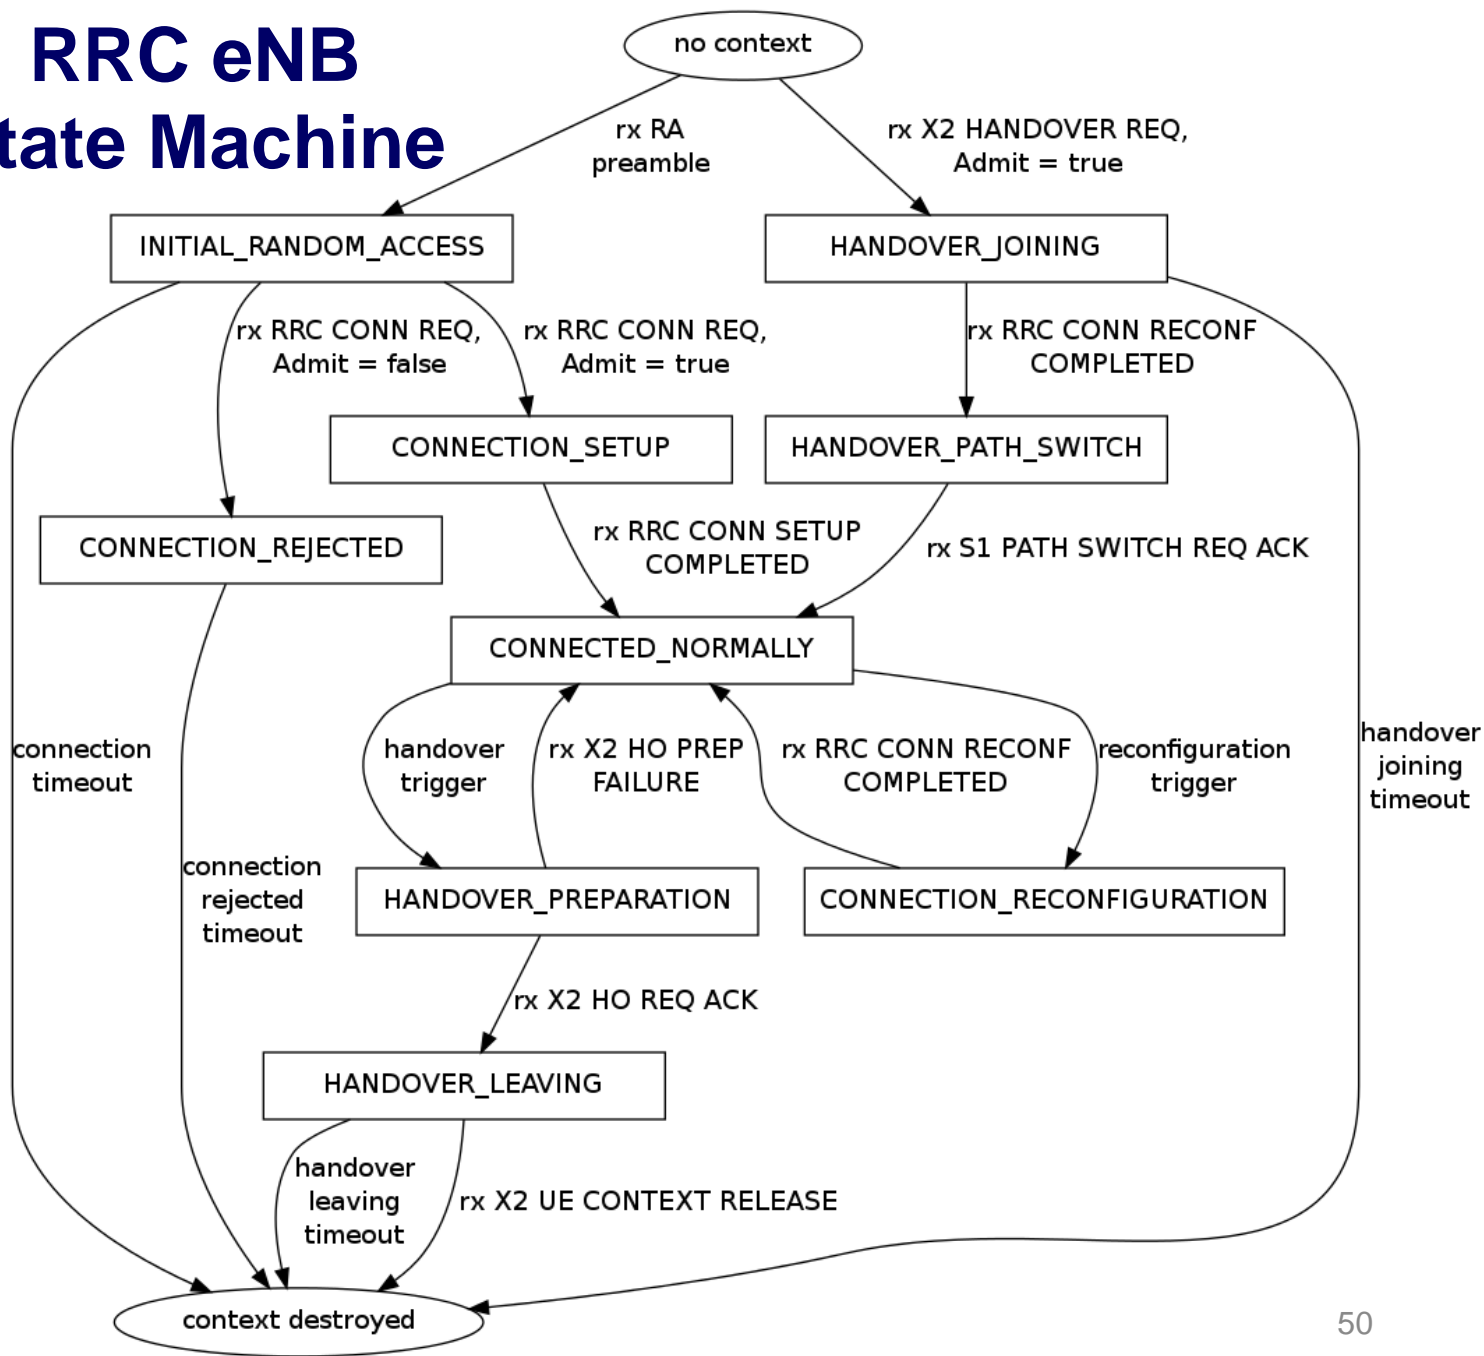 RRC eNB
tate Machine
no context
rx RA
preamble
rx X2 HANDOVER REQ,
Admit = true
INITIAL_RANDOM_ACCESS
HANDOVER_JOINING
rx RRC CONN REQ,
Admit = false
rx RRC CONN REQ,
Admit = true
rx RRC CONN RECONF
COMPLETED
CONNECTION_SETUP
HANDOVER_PATH_SWITCH
CONNECTION_REJECTED
rx RRC CONN SETUP
COMPLETED
rx S1 PATH SWITCH REQ ACK
CONNECTED_NORMALLY
connection
timeout
handover
trigger
rx X2 HO PREP
FAILURE
rx RRC CONN RECONF
COMPLETED
reconfiguration
trigger
handover
joining
timeout
connection
rejected
timeout
HANDOVER_PREPARATION
CONNECTION_RECONFIGURATION
rx X2 HO REQ ACK
HANDOVER_LEAVING
handover
leaving
timeout
rx X2 UE CONTEXT RELEASE
context destroyed
50